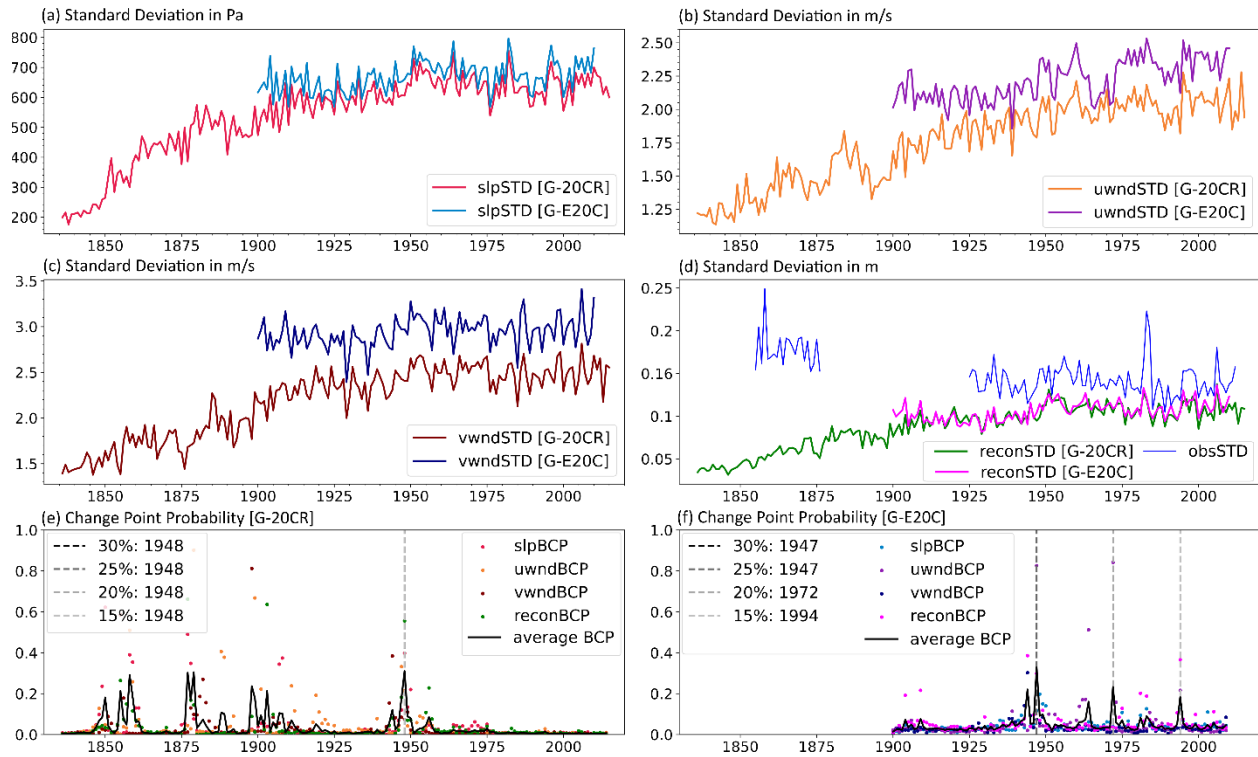 (a) Standard Deviation in Pa
800
700
600
500
400
300
200
slpSTD [G-20CR]
slpSTD [G-E20C]
1850 1875 1900 1925 1950 1975 2000
(b) Standard Deviation in m/s
2.50
2.25
2.00
1.75
1.50
1.25
uwndSTD [G-20CR]
uwndSTD [G-E20C]
1850 1875 1900 1925 1950 1975 2000
(c) Standard Deviation in m/s
3.5
3.0
2.5
2.0
1.5
vwndSTD [G-20CR]
vwndSTD [G-E20C]
1850 1875 1900 1925 1950 1975 2000
(d) Standard Deviation in m
0.25
0.2
0.16
0.1
0.05
reconSTD [G-20CR] obsSTD
reconSTD [G-E20C]
1850 1875 1900 1925 1950 1975 2000
(e) Change Point Probability [G-20CR]
1.0
0.8
0.6
0.4
0.2
0.0
30%: 1948
25%: 1948
20%: 1948
15%: 1948
slpBCP
uwndBCP
vwndBCP
reconBCP
average BCP
1850 1875 1900 1925 1950 1975 2000
(f) Change Point Probability [G-E20C]
1.0
0.8
0.6
0.4
0.2
0.0
30%: 1947
25%: 1947
20%: 1972
15%: 1994
slpBCP
uwndBCP
vwndBCP
reconBCP
average BCP
1850 1875 1900 1925 1950 1975 2000